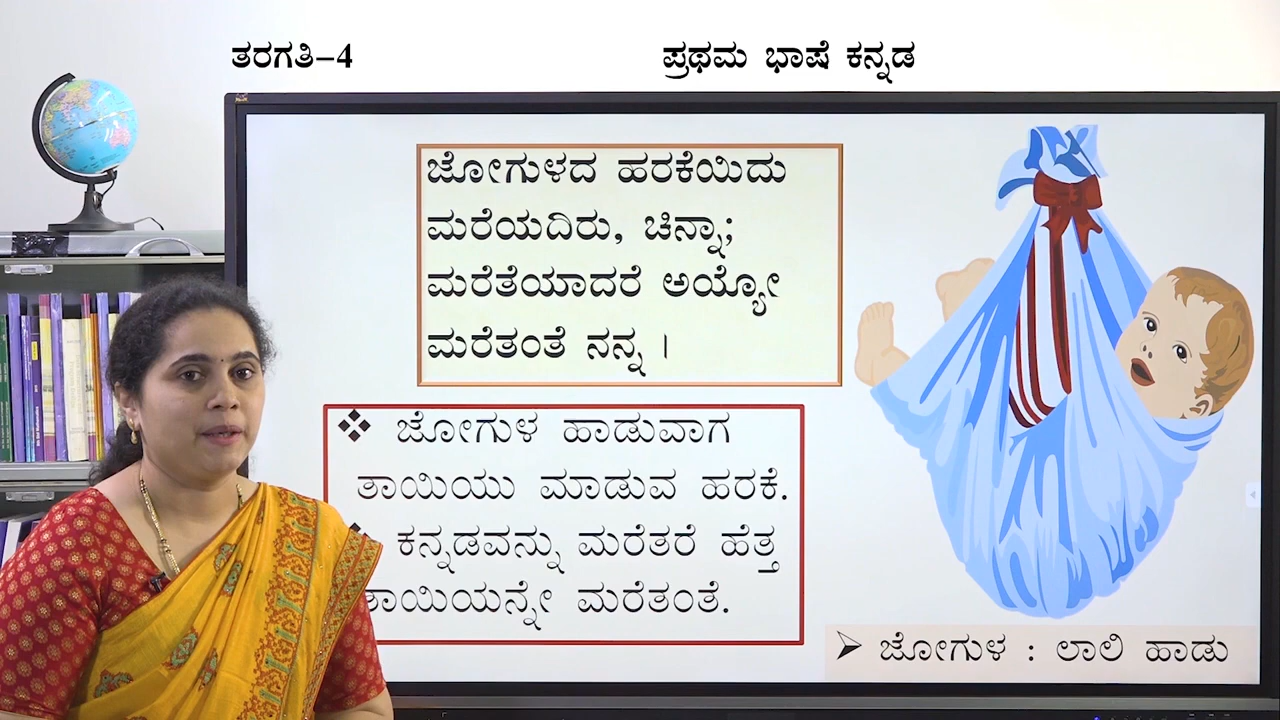 ತರಗತಿ–4
ಪ್ರಥಮ ಭಾಷೆ ಕನ್ನಡ
ಜೋಗುಳದ ಹರಕೆಯಿದು
ಮರೆಯದಿರು, ಚಿನ್ನಾ;
ಮರೆತೆಯಾದರೆ ಅಯ್ಯೋ
ಮರೆತಂತೆ ನನ್ನ ।
❖ ಜೋಗುಳ ಹಾಡುವಾಗ
ತಾಯಿಯು ಮಾಡುವ ಹರಕೆ.
ಕನ್ನಡವನ್ನು ಮರೆತರೆ ಹೆತ್ತ
ತಾಯಿಯನ್ನೇ ಮರೆತಂತೆ.
➢ ಜೋಗುಳ : ಲಾಲಿ ಹಾಡು